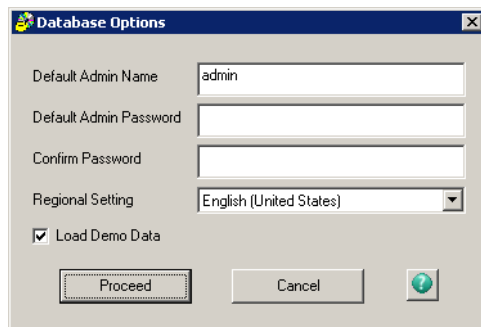 Database Options
Default Admin Name admin
Default Admin Password
Confirm Password
Regional Setting English (United States)
Load Demo Data
Proceed Cancel ?